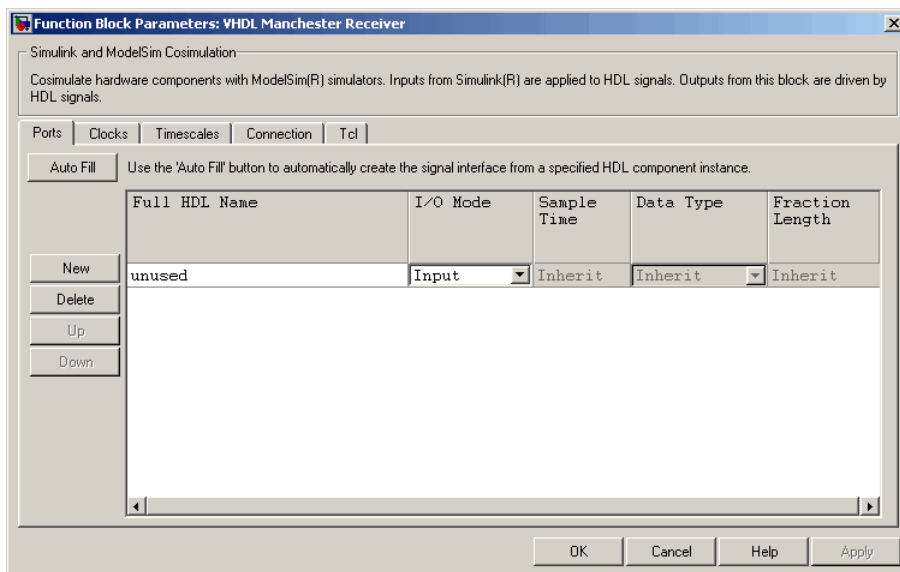 Function Block Parameters: VHDL Manchester Receiver
Simulink and ModelSim Cosimulation
Cosimulate hardware components with ModelSim(R) simulators. Inputs from Simulink(R) are applied to HDL signals. Outputs from this block are driven by
HDL signals.
Ports Clocks Timescales Connection Tcl
Auto Fill Use the 'Auto Fill' button to automatically create the signal interface from a specified HDL component instance.
Full HDL Name I/O Mode Sample Time Data Type Fraction Length
New unused Input Inherit Inherit Inherit
Delete
Up
Down
OK Cancel Help Apply